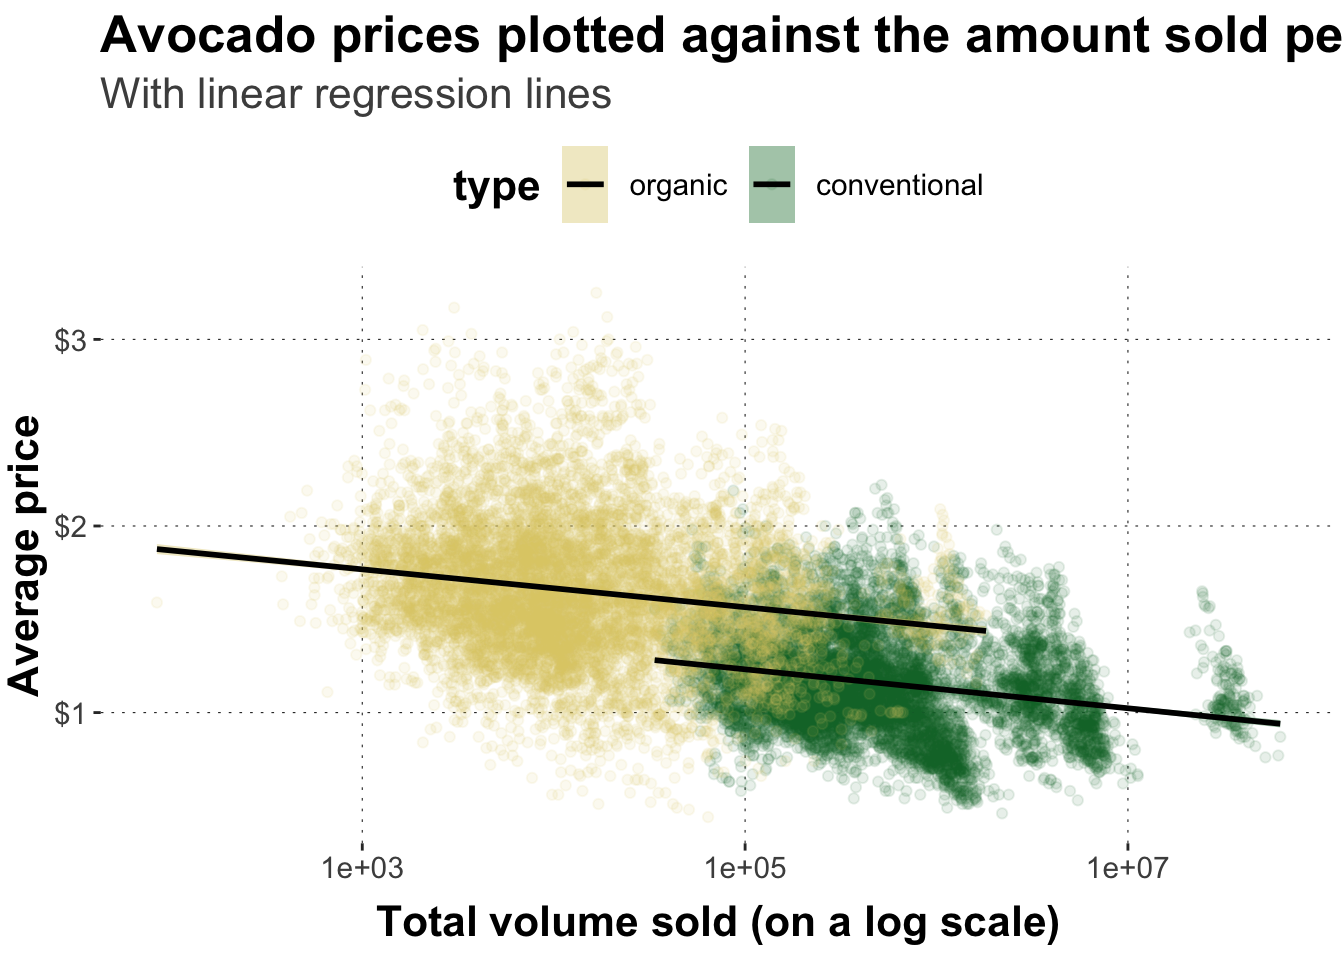 Avocado prices plotted against the amount sold pe
With linear regression lines
type organic conventional
Average price
$3
$2
$1
1e+03 1e+05 1e+07
Total volume sold (on a log scale)